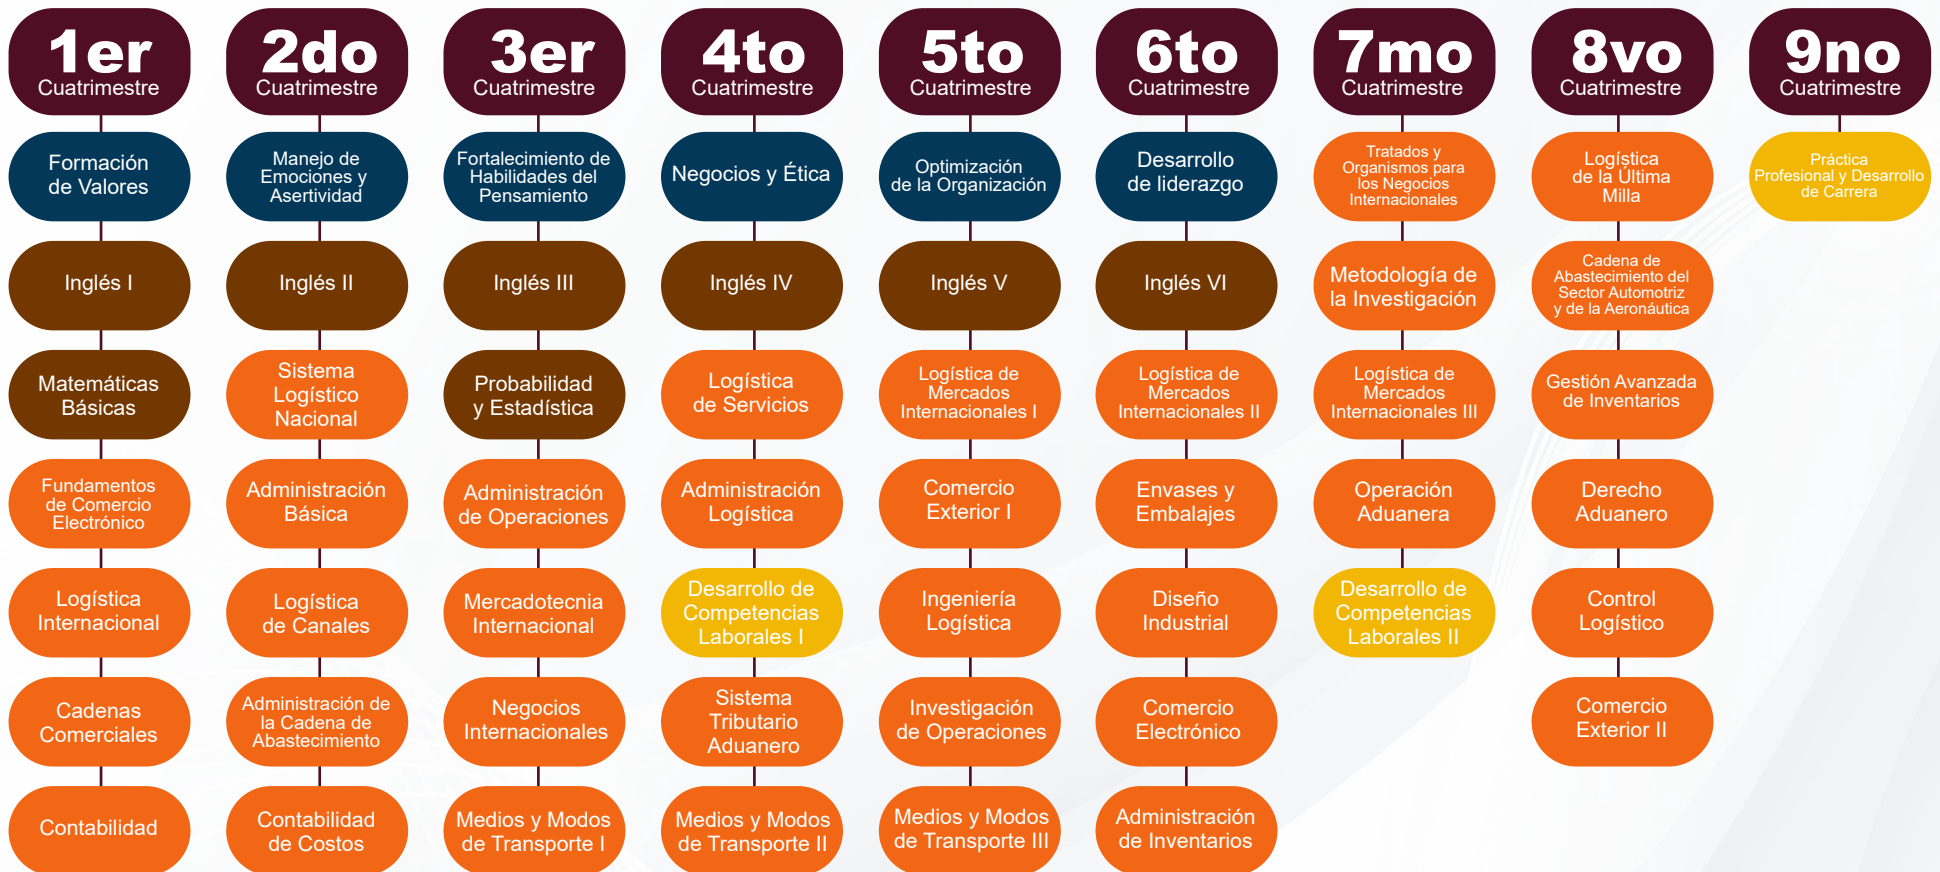 1er
Cuatrimestre
Formación
de Valores
Inglés I
Matemáticas
Básicas
Fundamentos
de Comercio
Electrónico
Logística
Internacional
Cadenas
Comerciales
Contabilidad
2do
Cuatrimestre
Manejo de
Emociones y
Asertividad
Inglés II
Sistema
Logístico
Nacional
Administración
Básica
Logística
de Canales
Administración de
la Cadena de
Abastecimiento
Contabilidad
de Costos
3er
Cuatrimestre
Fortalecimiento de
Habilidades del
Pensamiento
Inglés III
Probabilidad
y Estadística
Administración
de Operaciones
Mercadotecnia
Internacional
Negocios
Internacionales
Medios y Modos
de Transporte I
4to
Cuatrimestre
Negocios y Ética
Inglés IV
Logística
de Servicios
Administración
Logística
Desarrollo de
Competencias
Laborales I
Sistema
Tributario
Aduanero
Medios y Modos
de Transporte II
5to
Cuatrimestre
Optimización
de la Organización
Inglés V
Logística de
Mercados
Internacionales I
Comercio
Exterior I
Ingeniería
Logística
Investigación
de Operaciones
Medios y Modos
de Transporte III
6to
Cuatrimestre
Desarrollo
de liderazgo
Inglés VI
Logística de
Mercados
Internacionales II
Envases y
Embalajes
Diseño
Industrial
Comercio
Electrónico
Administración
de Inventarios
7mo
Cuatrimestre
Tratados y
Organismos para
los Negocios
Internacionales
Metodología de
la Investigación
Logística de
Mercados
Internacionales III
Operación
Aduanera
Desarrollo de
Competencias
Laborales II
8vo
Cuatrimestre
Logística
de la Última
Milla
Cadena de
Abastecimiento del
Sector Automotriz
y de la Aeronáutica
Gestión Avanzada
de Inventarios
Derecho
Aduanero
Control
Logístico
Comercio
Exterior II
9no
Cuatrimestre
Práctica
Profesional y Desarrollo
de Carrera